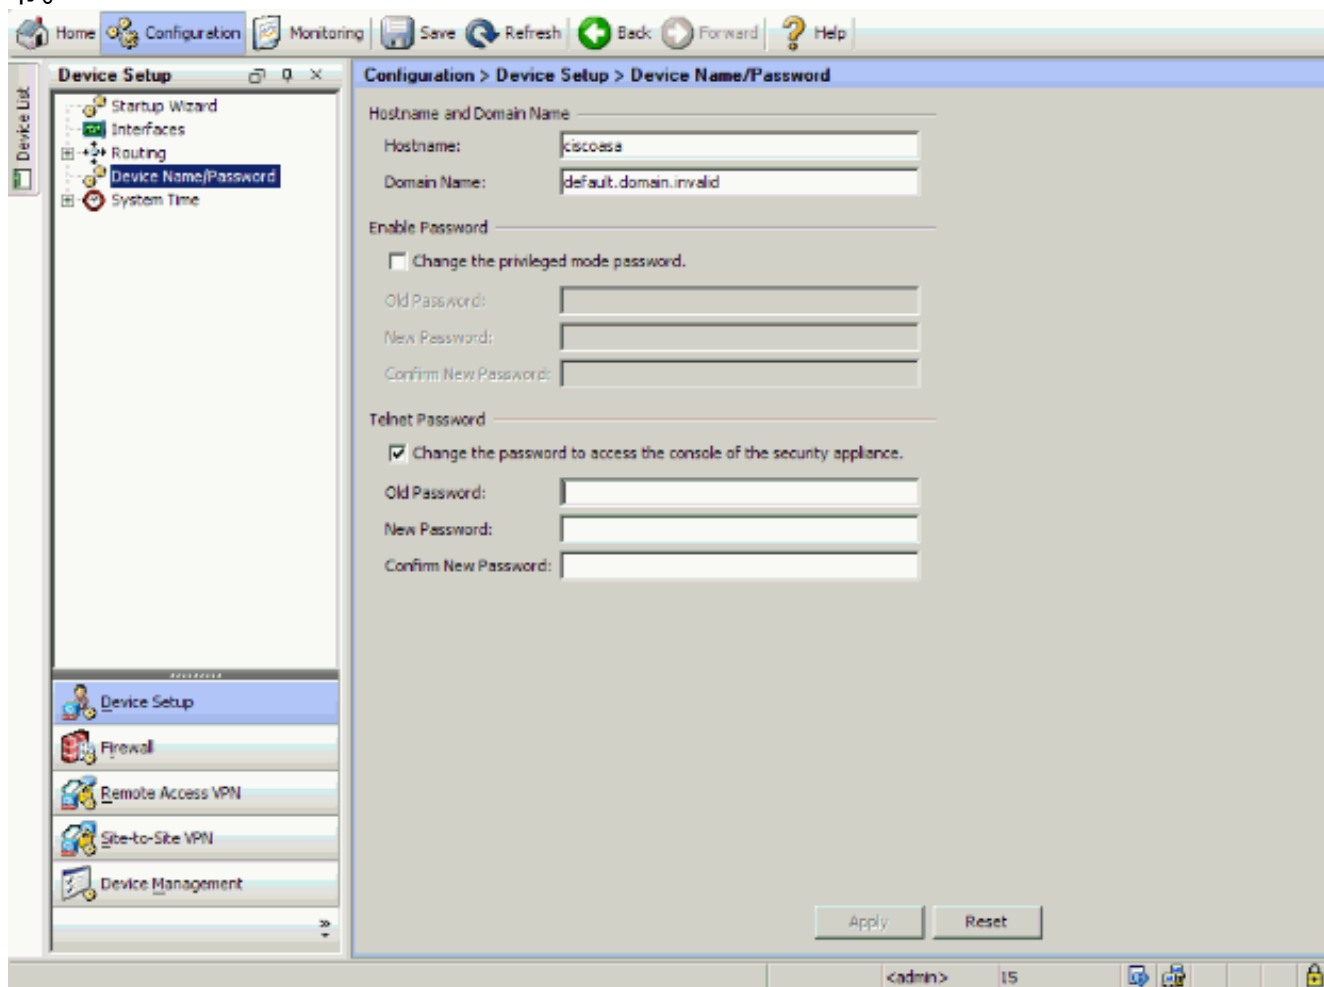 Home Configuration Monitoring Save Refresh Back Forward Help
Device List
Device Setup
Startup Wizard
Interfaces
Routing
Device Name/Password
System Time
Device Setup
Firewall
Remote Access VPN
Site-to-Site VPN
Device Management
Configuration > Device Setup > Device Name/Password
Hostname and Domain Name
Hostname: ciscoasa
Domain Name: default.domain.invalid
Enable Password
Change the privileged mode password.
Old Password:
New Password:
Confirm New Password:
Telnet Password
Change the password to access the console of the security appliance.
Old Password:
New Password:
Confirm New Password:
Apply Reset
<admin> 15